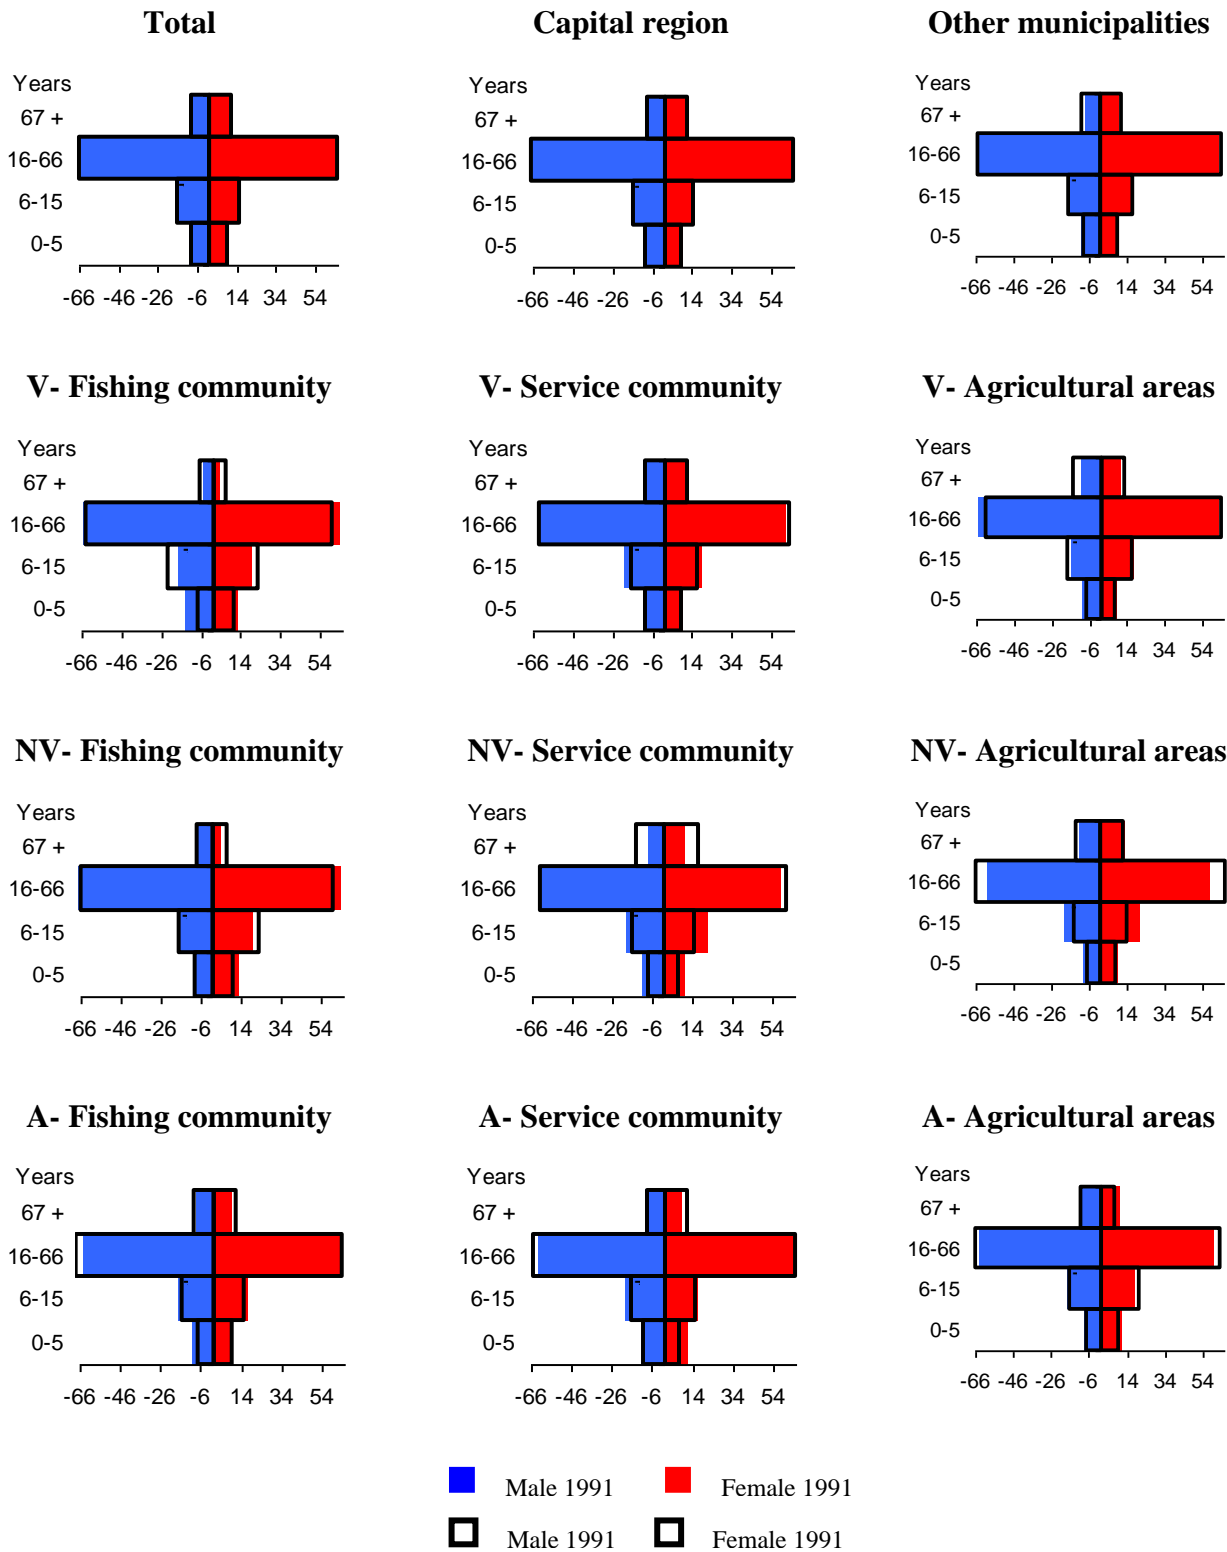 Total Capital region Other municipalities
Years Years Years
67 + 67 + 67 +
16-66 16-66 16-66
6-15 6-15 6-15
0-5 0-5 0-5
-66 -46 -26 -6 14 34 54 -66 -46 -26 -6 14 34 54 -66 -46 -26 -6 14 34 54
V- Fishing community V- Service community V- Agricultural areas
Years Years Years
67 + 67 + 67 +
16-66 16-66 16-66
6-15 6-15 6-15
0-5 0-5 0-5
-66 -46 -26 -6 14 34 54 -66 -46 -26 -6 14 34 54 -66 -46 -26 -6 14 34 54
NV- Fishing community NV- Service community NV- Agricultural areas
Years Years Years
67 + 67 + 67 +
16-66 16-66 16-66
6-15 6-15 6-15
0-5 0-5 0-5
-66 -46 -26 -6 14 34 54 -66 -46 -26 -6 14 34 54 -66 -46 -26 -6 14 34 54
A- Fishing community A- Service community A- Agricultural areas
Years Years Years
67 + 67 + 67 +
16-66 16-66 16-66
6-15 6-15 6-15
0-5 0-5 0-5
-66 -46 -26 -6 14 34 54 -66 -46 -26 -6 14 34 54 -66 -46 -26 -6 14 34 54
Male 1991 Female 1991
Male 1991 Female 1991